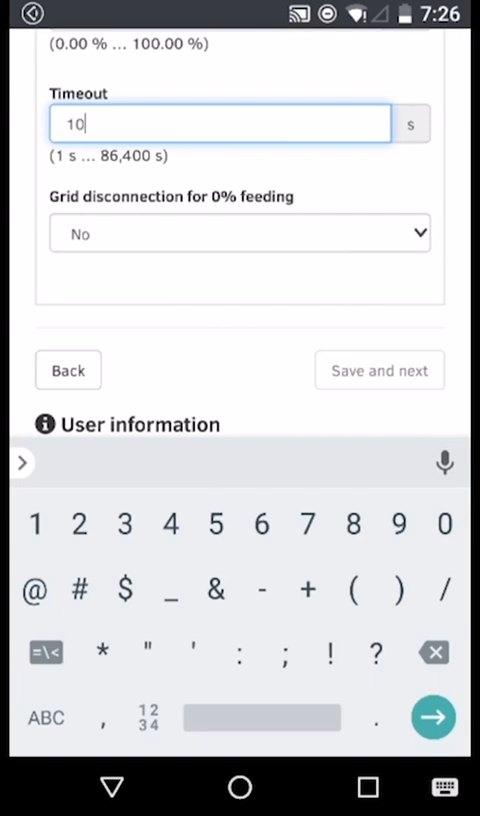 7:26
(0.00 % ... 100.00 %)
Timeout
10 s
(1 s ... 86,400 s)
Grid disconnection for 0% feeding
No
Back Save and next
User information
1 2 3 4 5 6 7 8 9 0
@ # $ _ & - + ( ) /
=\< * " ' : ; ! ?
ABC , 12 34 .